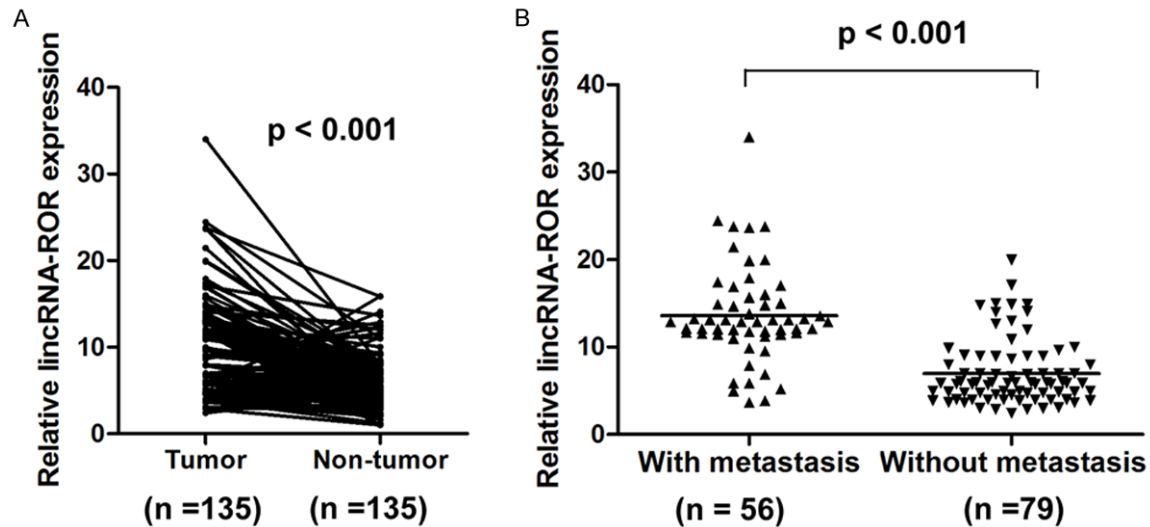 A
Relative lincRNA-ROR expression
40
30
20
10
0
p < 0.001
Tumor
Non-tumor
(n =135)
(n =135)
B
Relative lincRNA-ROR expression
40
30
20
10
0
p < 0.001
With metastasis
Without metastasis
(n = 56)
(n =79)